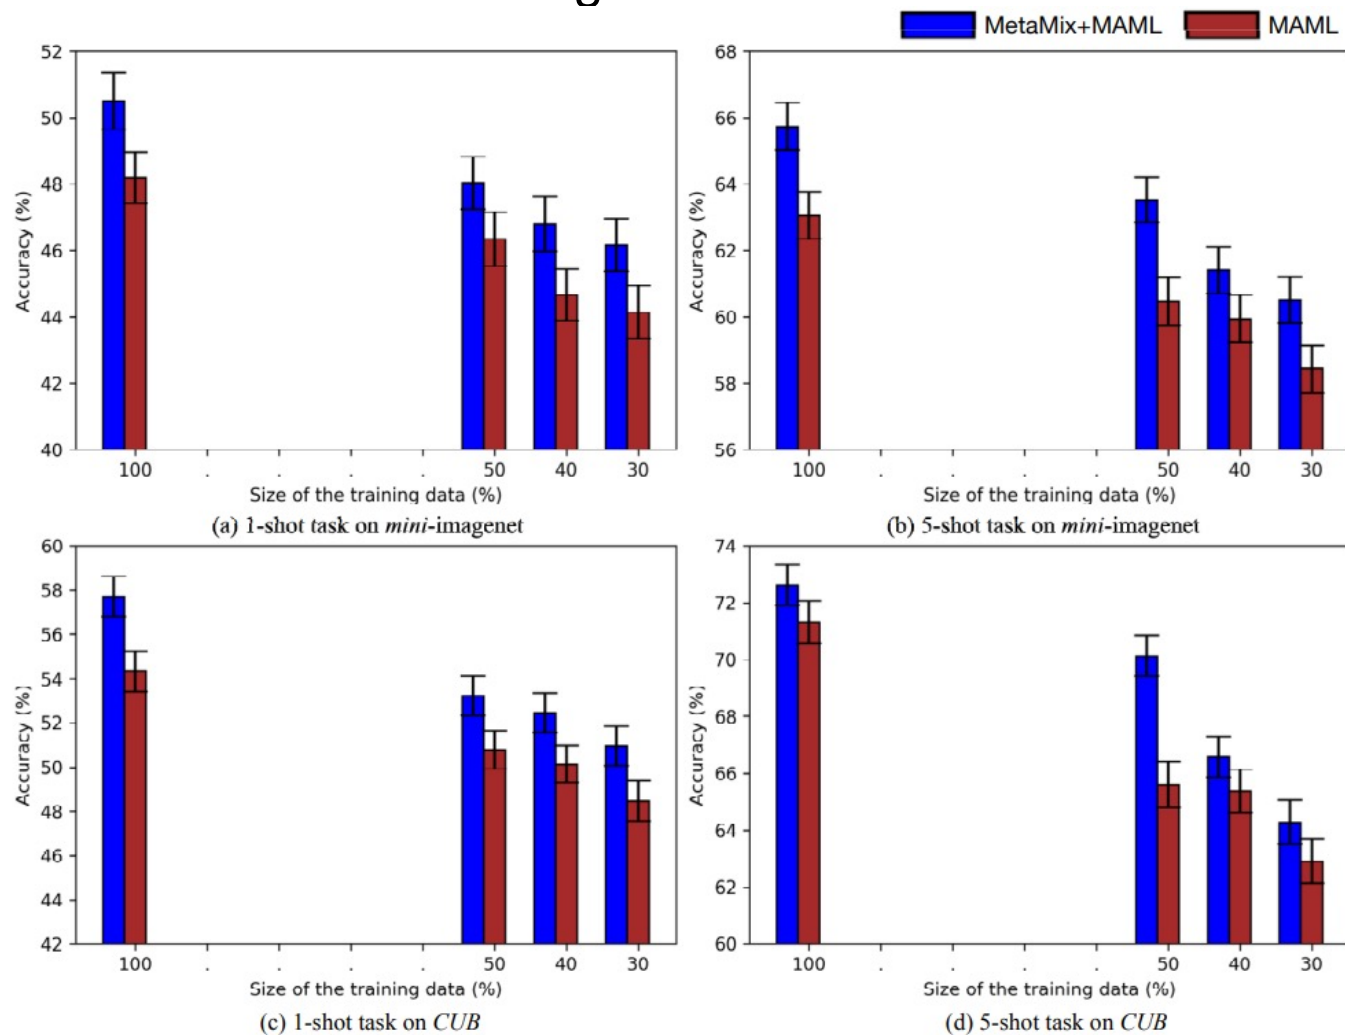 MetaMix+MAML MAML
52
50
48
46
44
42
40
Accuracy (%)
100 . . . . 50 40 30
Size of the training data (%)
(a) 1-shot task on mini-imagenet
68
66
64
62
60
58
56
Accuracy (%)
100 . . . . 50 40 30
Size of the training data (%)
(b) 5-shot task on mini-imagenet
60
58
56
54
52
50
48
46
44
42
Accuracy (%)
100 . . . . 50 40 30
Size of the training data (%)
(c) 1-shot task on CUB
74
72
70
68
66
64
62
60
Accuracy (%)
100 . . . . 50 40 30
Size of the training data (%)
(d) 5-shot task on CUB